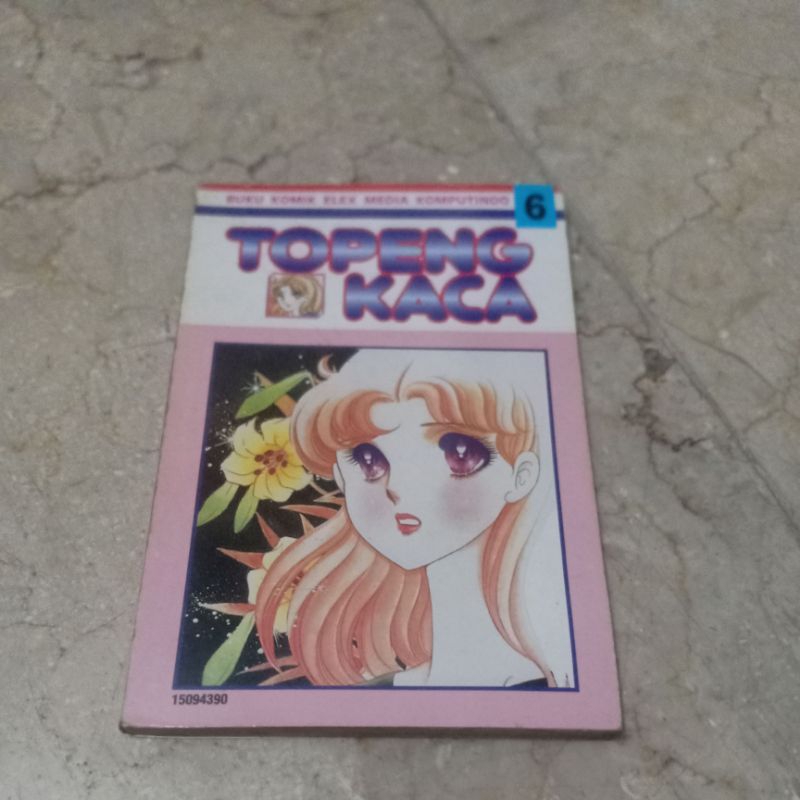 BUKU KOMIK ELEX MEDIA KOMPUTINDO
6
TOPENG
KACA
15094390